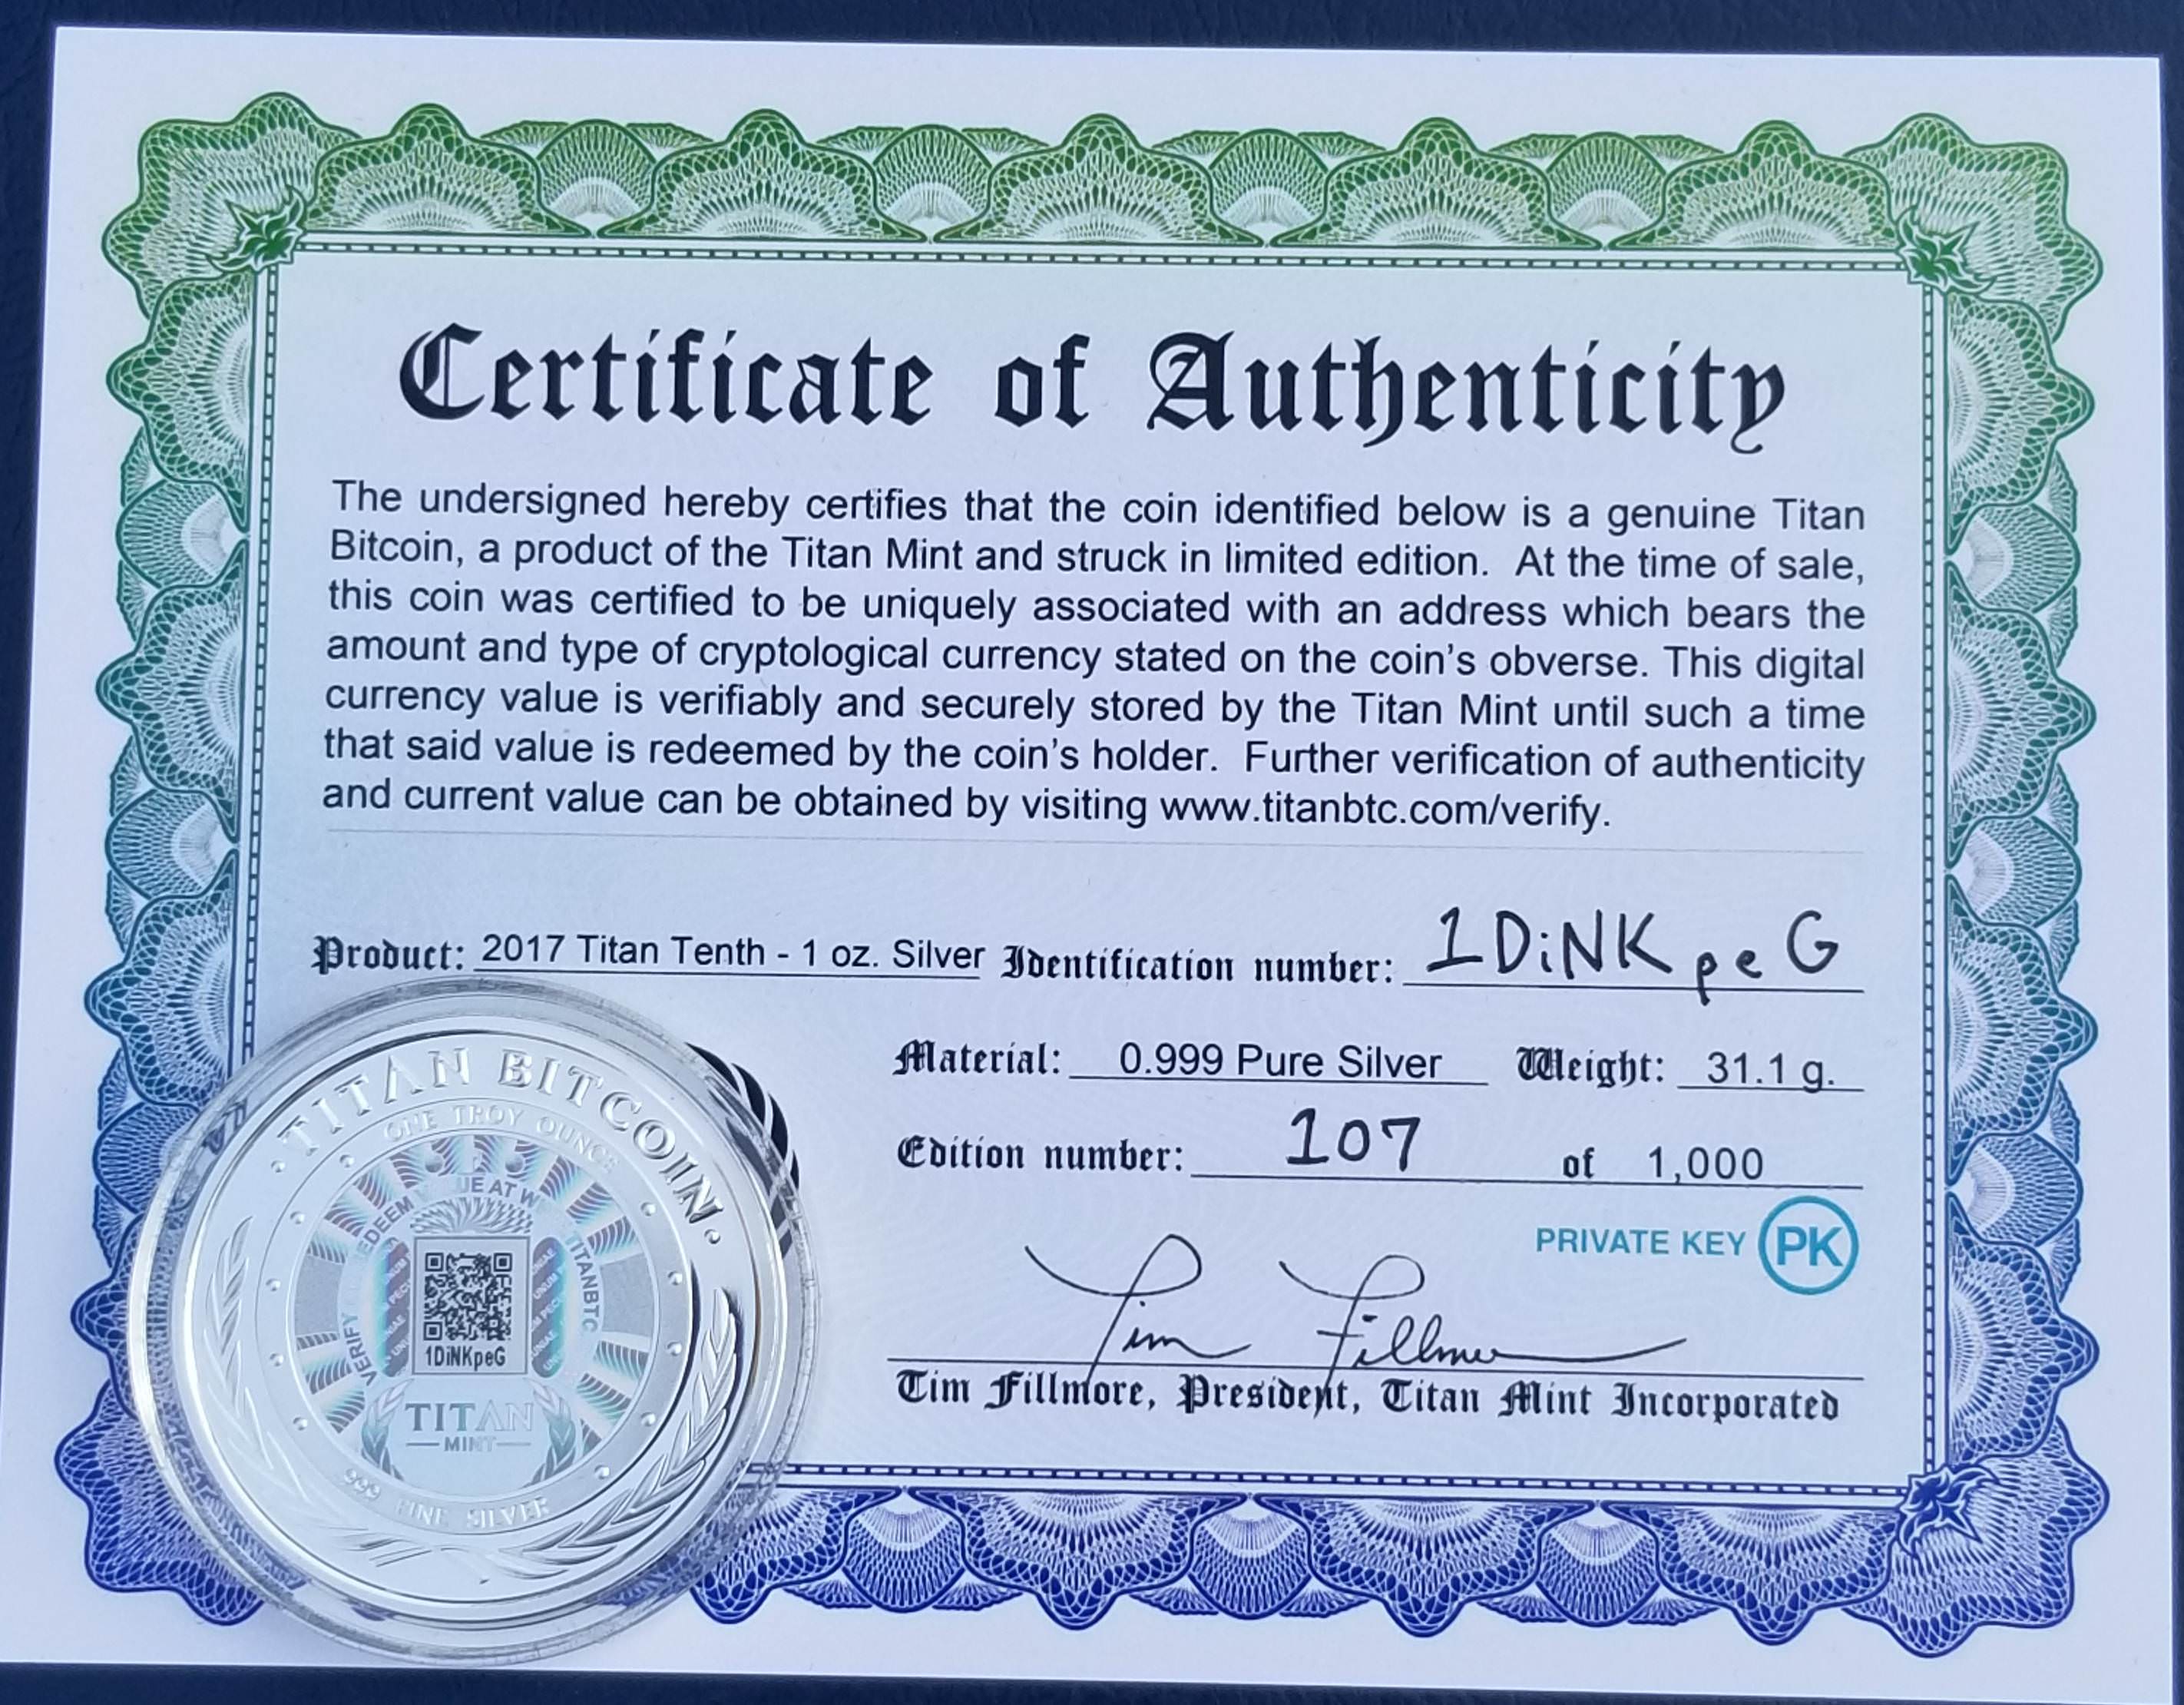 Certificate of Authenticity
The undersigned hereby certifies that the coin identified below is a genuine Titan
Bitcoin, a product of the Titan Mint and struck in limited edition.  At the time of sale,
this coin was certified to be uniquely associated with an address which bears the
amount and type of cryptological currency stated on the coin's obverse. This digital
currency value is verifiably and securely stored by the Titan Mint until such a time
that said value is redeemed by the coin's holder.  Further verification of authenticity
and current value can be obtained by visiting www.titanbtc.com/verify.
Product: 2017 Titan Tenth - 1 oz. Silver Identification number: 1DiNKpeG
Material: 0.999 Pure Silver Weight: 31.1 g.
Edition number: 107 of 1,000
PRIVATE KEY PK
Tim Fillmore
Tim Fillmore, President, Titan Mint Incorporated
TITAN BITCOIN
ONE TROY OUNCE
VERIFY
AT
TITANBTC
1DiNKpeG
TITAN
MINT
999 FINE SILVER